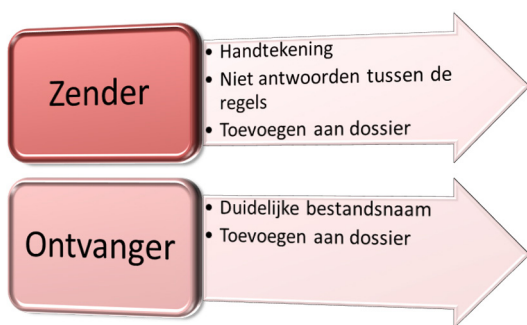 Zender
• Handtekening
• Niet antwoorden tussen de
regels
• Toevoegen aan dossier
Ontvanger
• Duidelijke bestandsnaam
• Toevoegen aan dossier